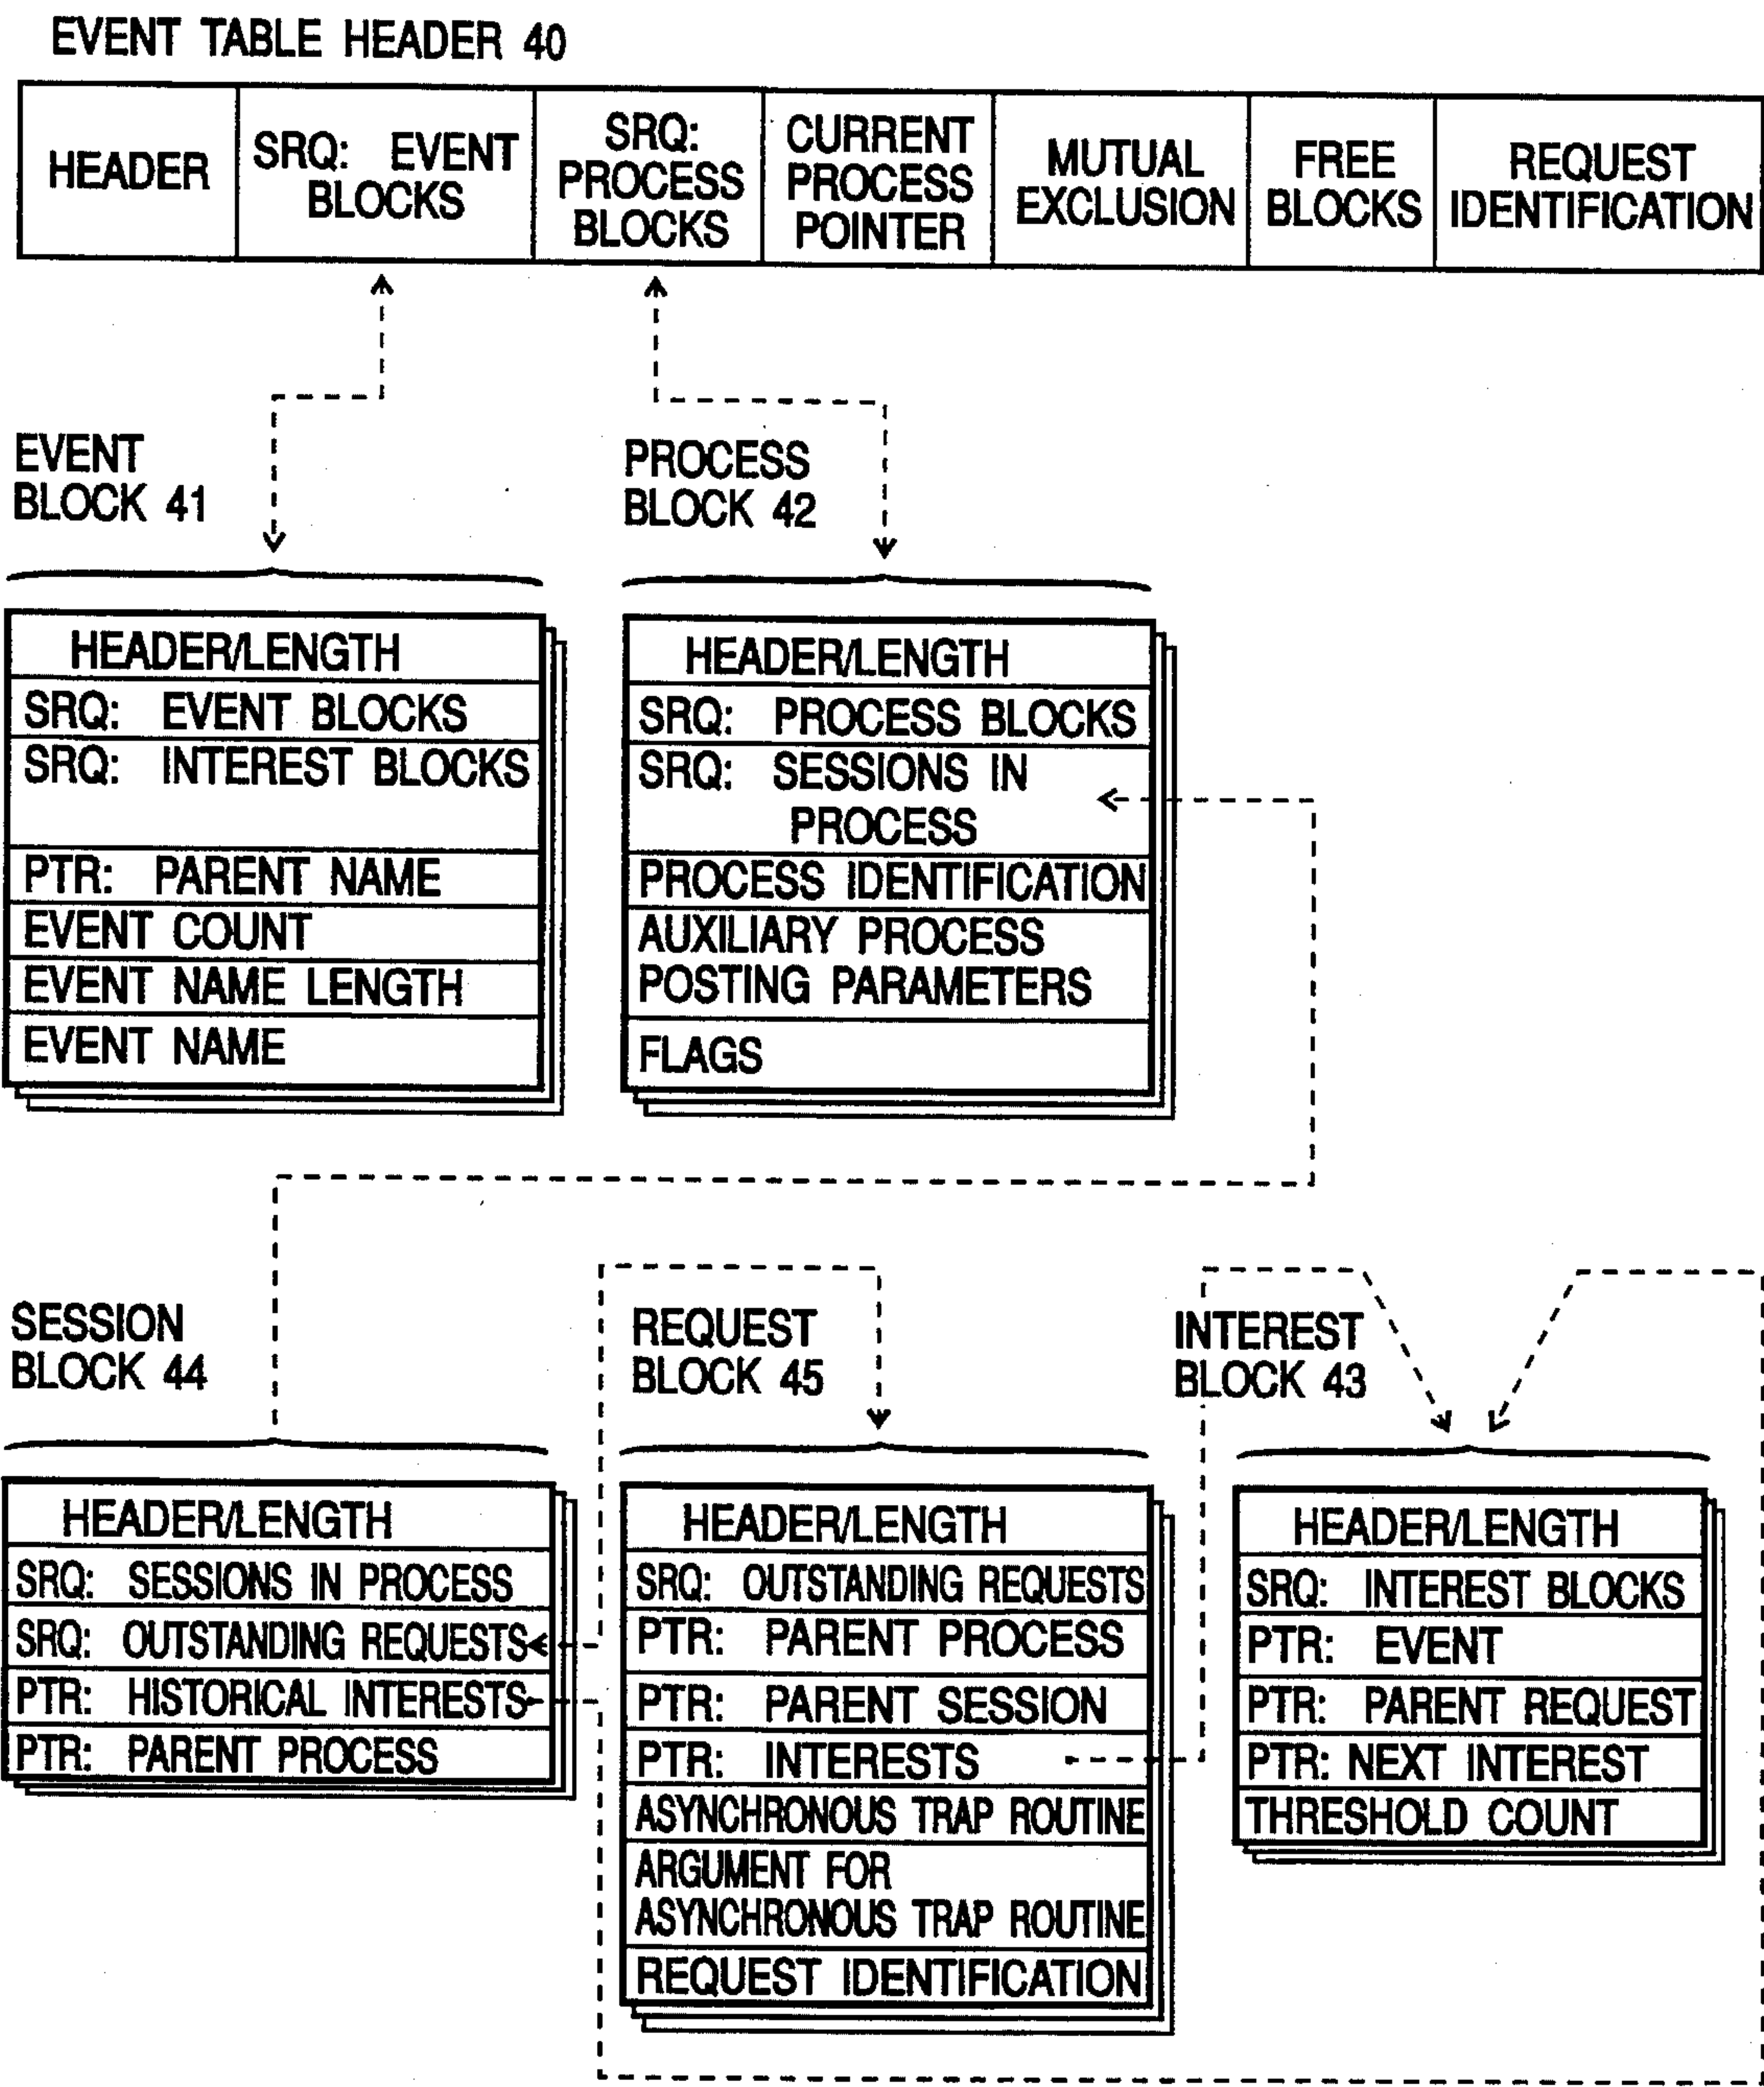 EVENT TABLE HEADER 40
HEADER
SRQ: EVENT
BLOCKS
SRQ:
PROCESS
BLOCKS
CURRENT
PROCESS
POINTER
MUTUAL
EXCLUSION
FREE
BLOCKS
REQUEST
IDENTIFICATION
EVENT
BLOCK 41
HEADER/LENGTH
SRQ: EVENT BLOCKS
SRQ: INTEREST BLOCKS
PTR: PARENT NAME
EVENT COUNT
EVENT NAME LENGTH
EVENT NAME
PROCESS
BLOCK 42
HEADER/LENGTH
SRQ: PROCESS BLOCKS
SRQ: SESSIONS IN
PROCESS
PROCESS IDENTIFICATION
AUXILIARY PROCESS
POSTING PARAMETERS
FLAGS
SESSION
BLOCK 44
HEADER/LENGTH
SRQ: SESSIONS IN PROCESS
SRQ: OUTSTANDING REQUESTS
PTR: HISTORICAL INTERESTS
PTR: PARENT PROCESS
REQUEST
BLOCK 45
HEADER/LENGTH
SRQ: OUTSTANDING REQUESTS
PTR: PARENT PROCESS
PTR: PARENT SESSION
PTR: INTERESTS
ASYNCHRONOUS TRAP ROUTINE
ARGUMENT FOR
ASYNCHRONOUS TRAP ROUTINE
REQUEST IDENTIFICATION
INTEREST
BLOCK 43
HEADER/LENGTH
SRQ: INTEREST BLOCKS
PTR: EVENT
PTR: PARENT REQUEST
PTR: NEXT INTEREST
THRESHOLD COUNT